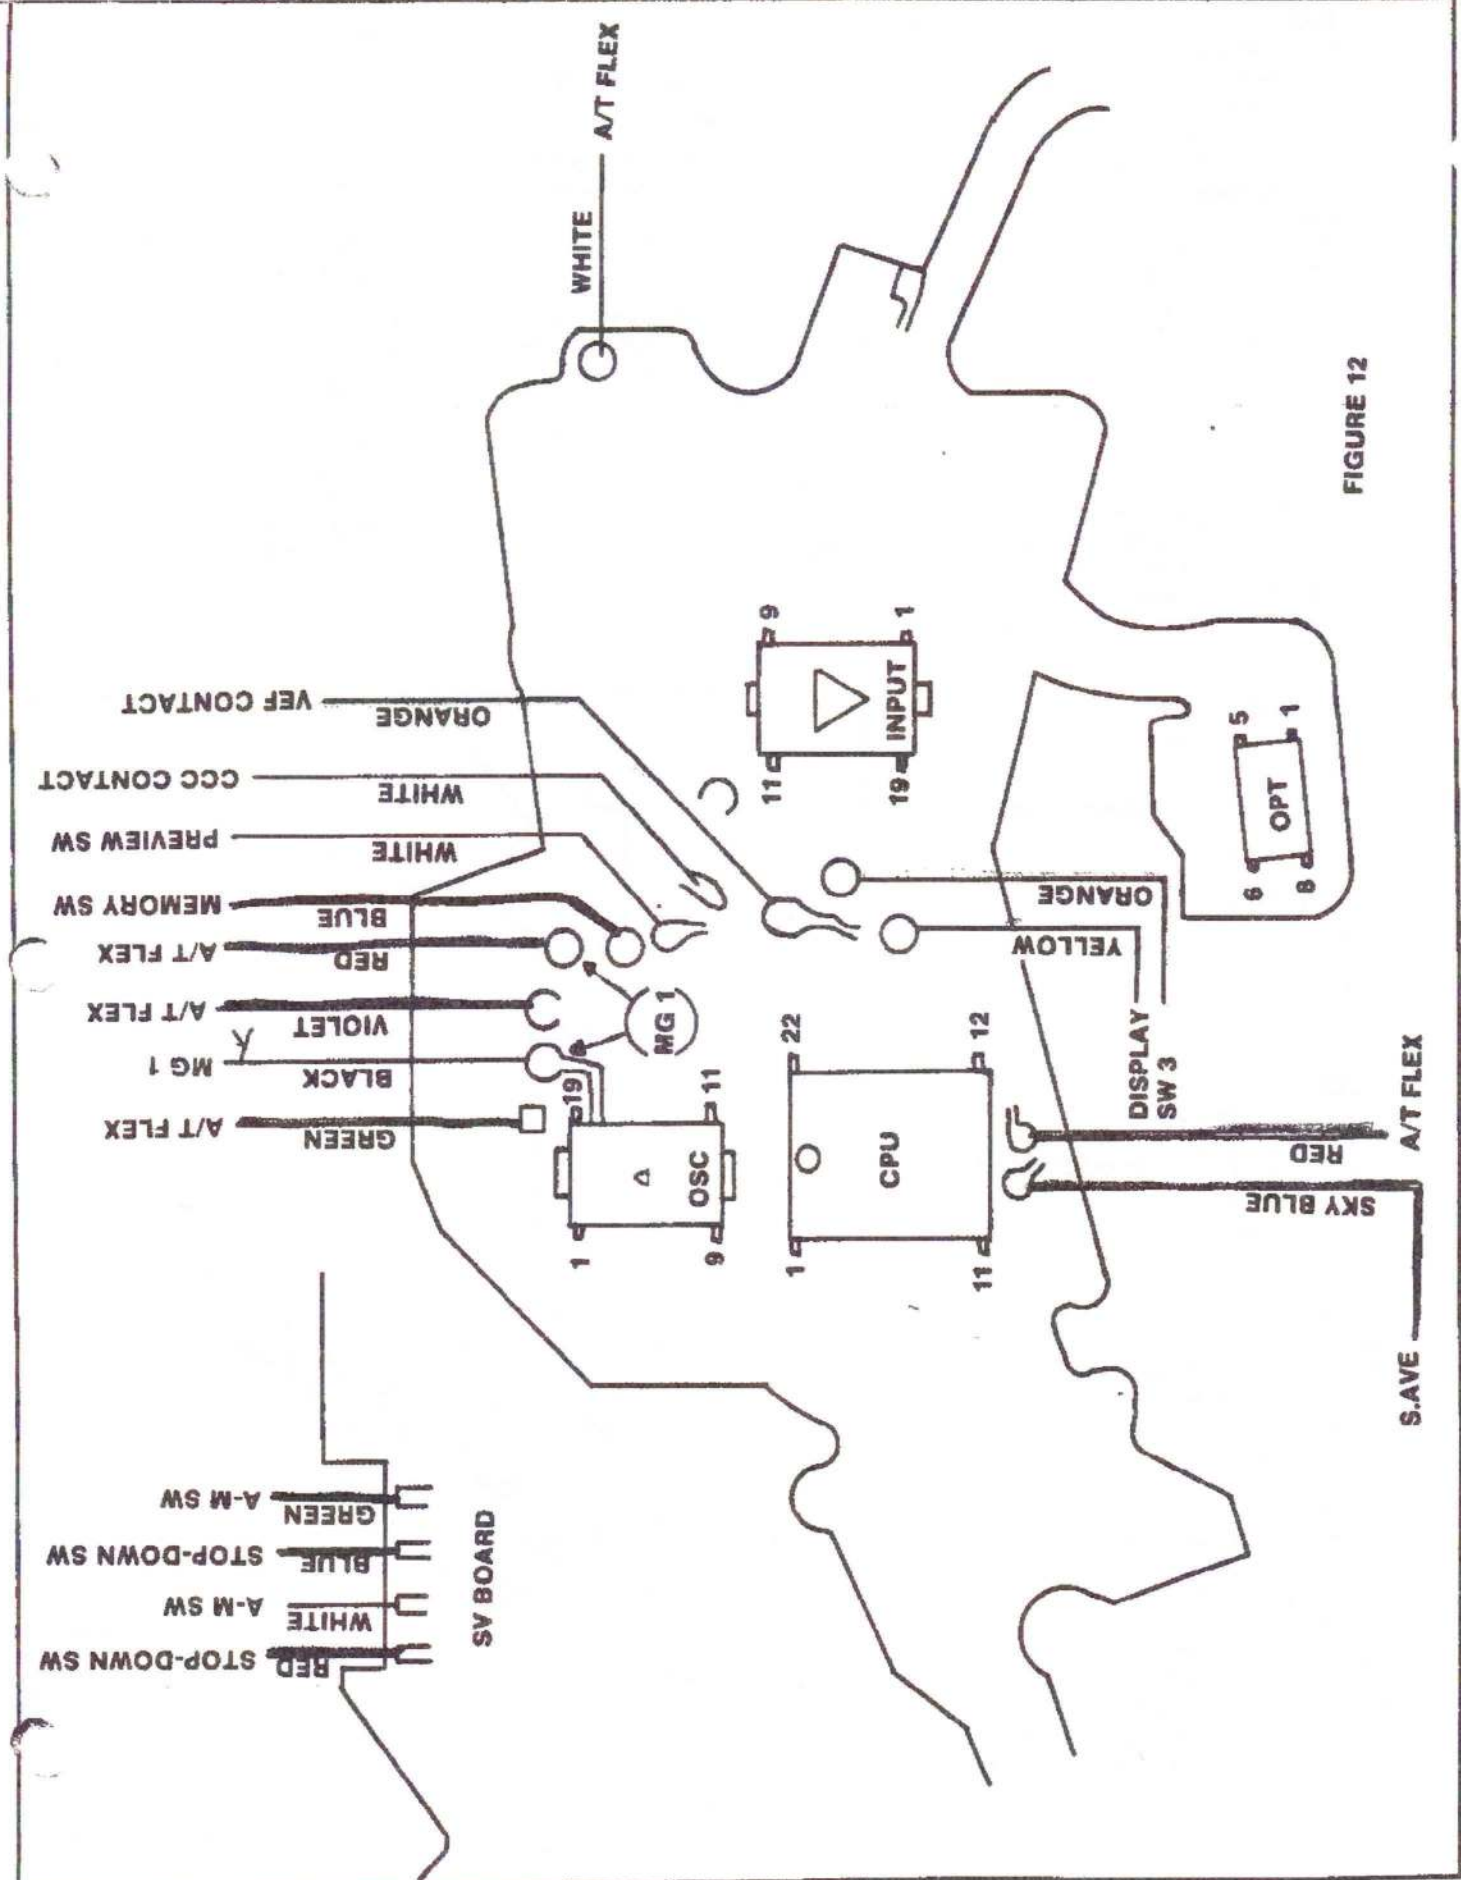 A/T FLEX
WHITE
VEF CONTACT
ORANGE
CCC CONTACT
WHITE
PREVIEW SW
WHITE
MEMORY SW
BLUE
A/T FLEX
RED
A/T FLEX
VIOLET
MG 1
BLACK
A/T FLEX
GREEN
MG 1
A-M SW
GREEN
STOP-DOWN SW
BLUE
A-M SW
WHITE
STOP-DOWN SW
RED
SV BOARD
1
19
OSC
9
11
1
22
CPU
11
12
11
9
INPUT
19
1
6
5
OPT
8
1
ORANGE
YELLOW
DISPLAY
SW 3
RED
A/T FLEX
SKY BLUE
S.AVE
FIGURE 12